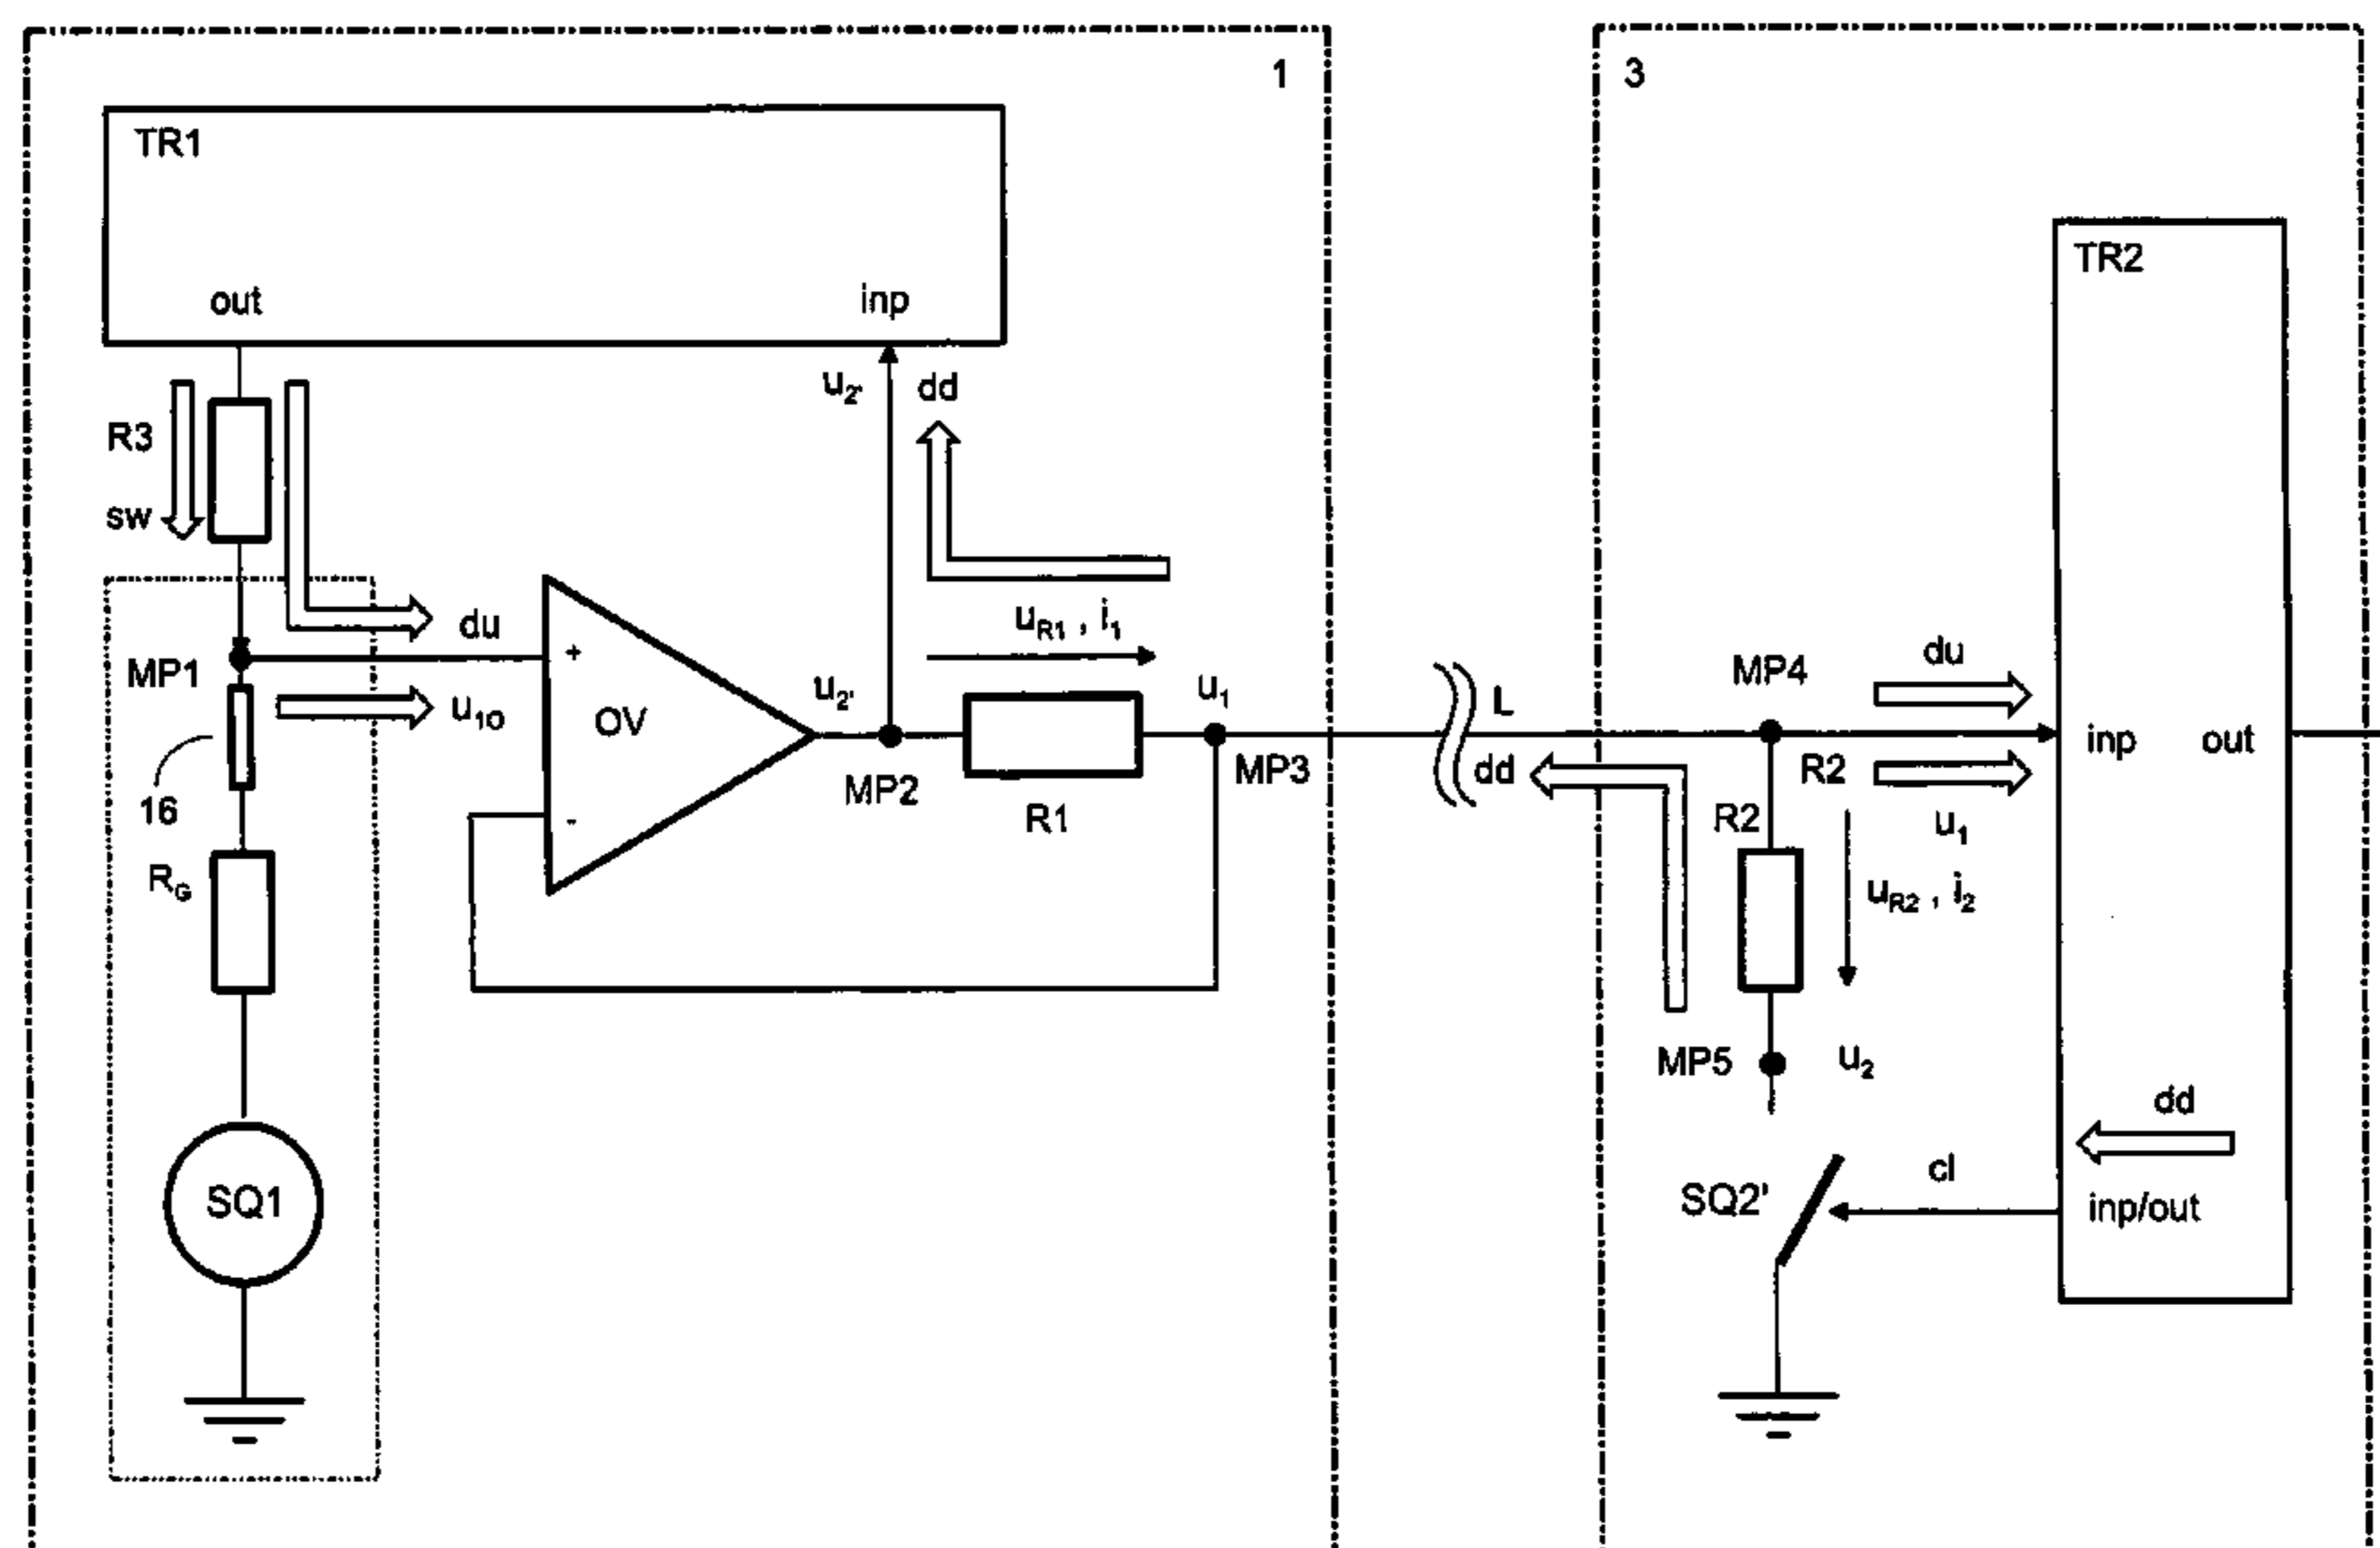 1
3
TR1
out
inp
TR2
u2'
dd
R3
sw
du
u10
MP1
16
RG
SQ1
+
-
OV
u2'
MP2
uR1 , i1
R1
u1
MP3
L
dd
MP4
du
R2
u1
inp
out
R2
uR2 , i2
MP5
u2
dd
SQ2'
cl
inp/out